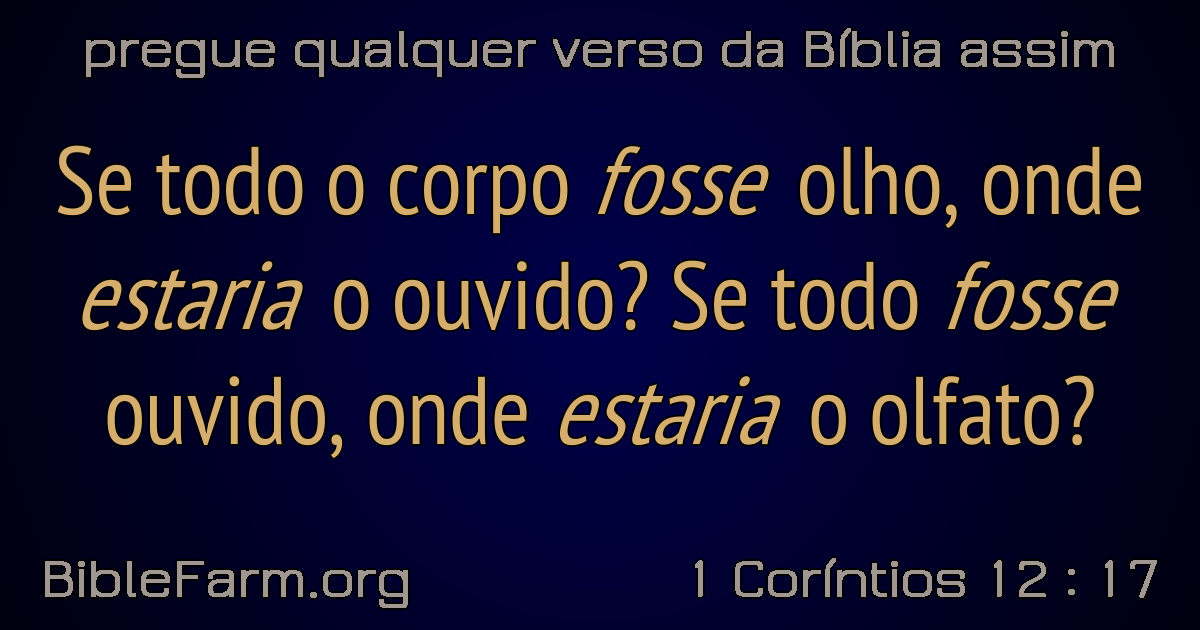 pregue qualquer verso da Bíblia assim
Se todo o corpo fosse olho, onde
estaria o ouvido? Se todo fosse
ouvido, onde estaria o olfato?
BibleFarm.org
1 Coríntios 12 : 17